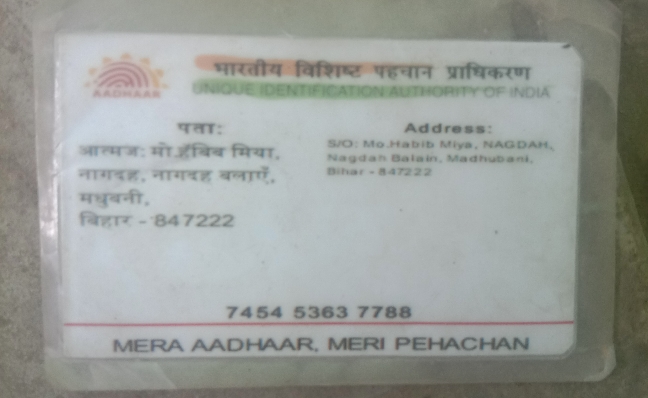 भारतीय विशिष्ट पहचान प्राधिकरण
UNIQUE IDENTIFICATION AUTHORITY OF INDIA
AADHAAR
पता:
आत्मज: मो.हबिब मिया,
नागदह, नागदह बलाएँ,
मधुबनी,
बिहार - 847222
Address:
S/O: Mo.Habib Miya, NAGDAH,
Nagdah Balain, Madhubani,
Bihar - 847222
7454 5363 7788
MERA AADHAAR, MERI PEHACHAN